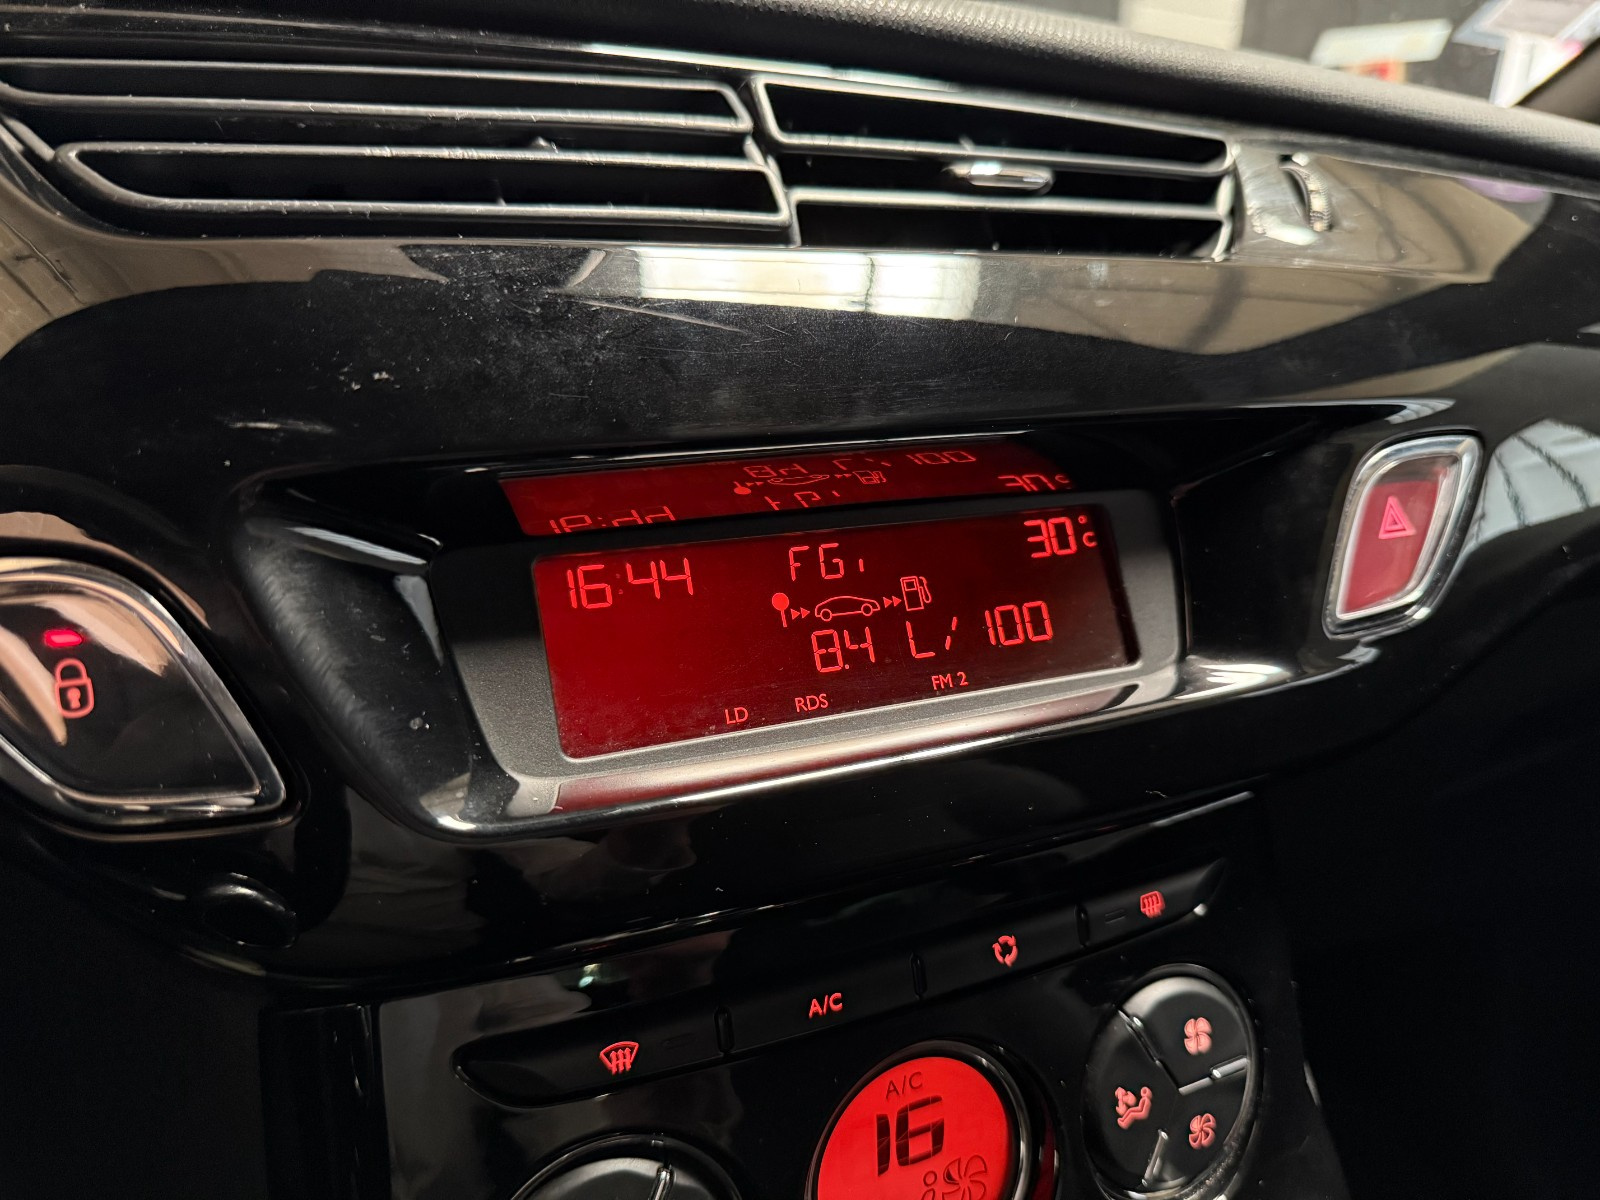 16:44
FG,
30°C
8.4 L/100
LD RDS FM 2
A/C
A/C
16